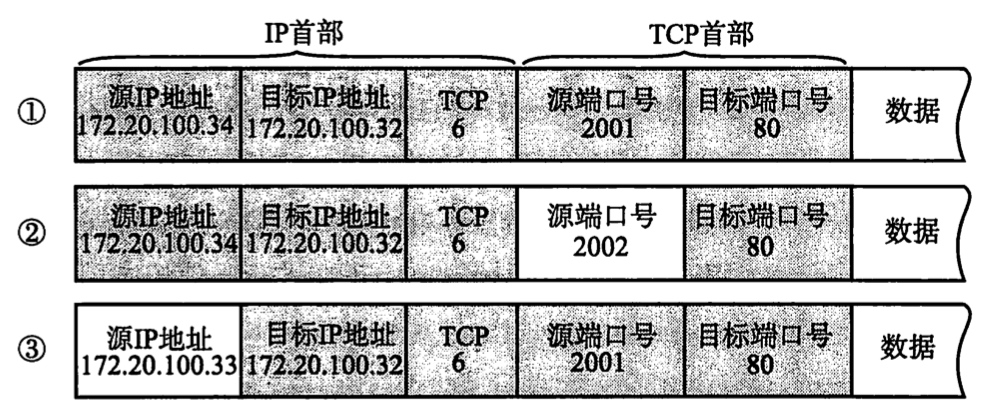 IP首部 TCP首部
① 源IP地址 目标IP地址 TCP 源端口号 目标端口号 数据
172.20.100.34 172.20.100.32 6 2001 80
② 源IP地址 目标IP地址 TCP 源端口号 目标端口号 数据
172.20.100.34 172.20.100.32 6 2002 80
③ 源IP地址 目标IP地址 TCP 源端口号 目标端口号 数据
172.20.100.33 172.20.100.32 6 2001 80